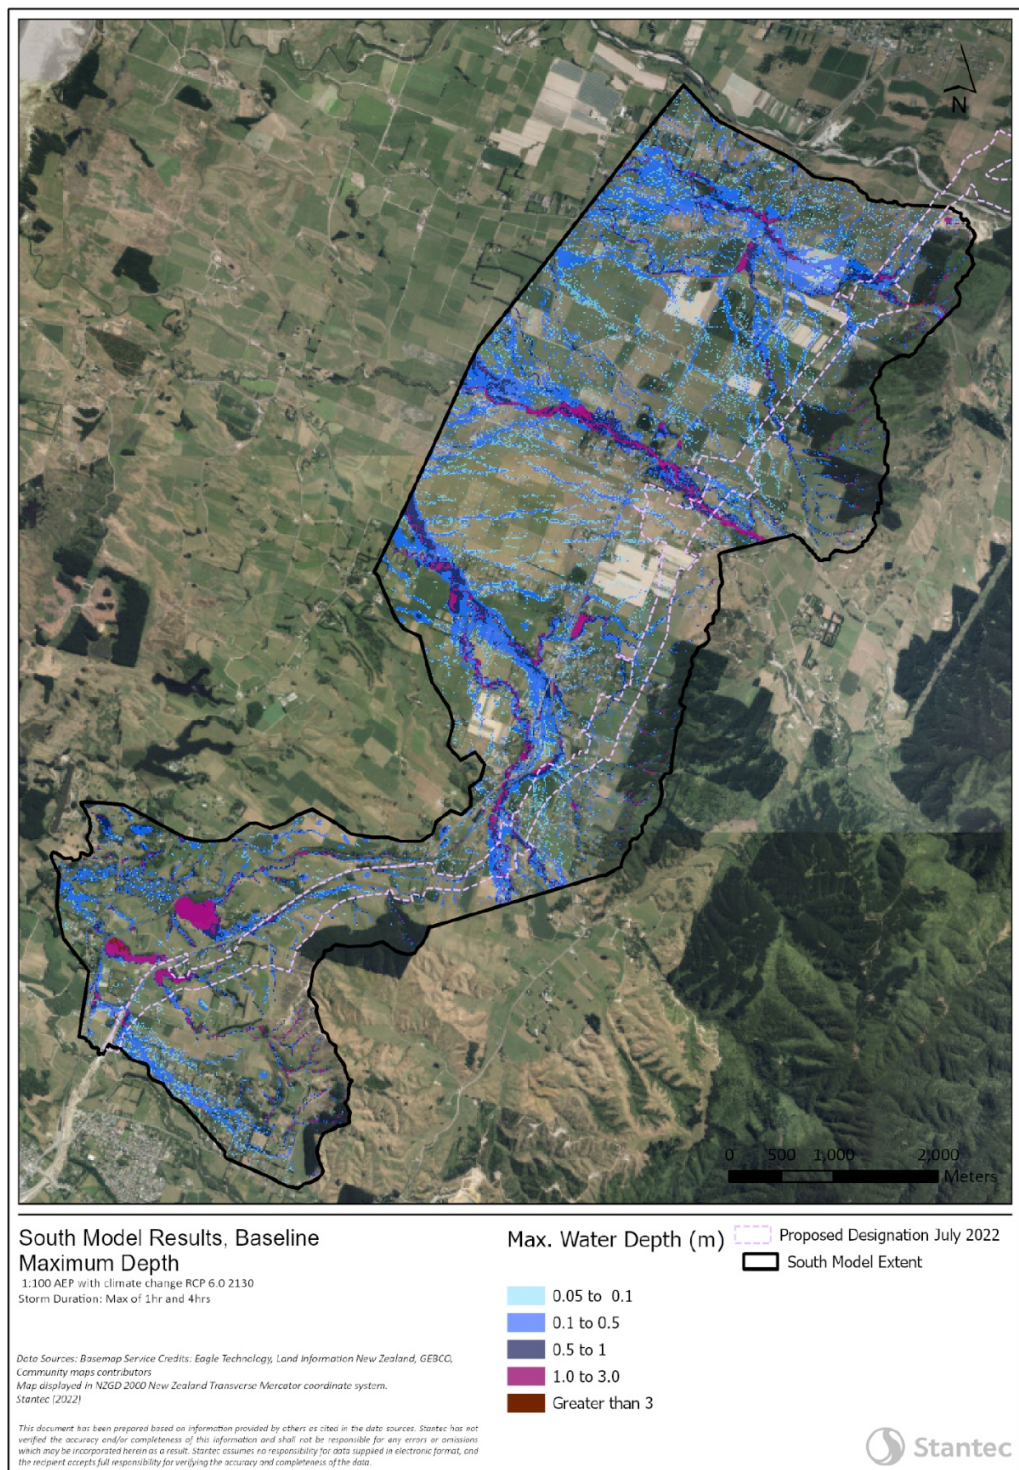 N
0 500 1,000 2,000
Meters
South Model Results, Baseline
Maximum Depth
1:100 AEP with climate change RCP 6.0 2130
Storm Duration: Max of 1hr and 4hrs
Data Sources: Basemap Service Credits: Eagle Technology, Land Information New Zealand, GEBCO,
Community maps contributors
Map displayed in NZGD 2000 New Zealand Transverse Mercator coordinate system.
Stantec (2022)
This document has been prepared based on information provided by others as cited in the data sources. Stantec has not
verified the accuracy and/or completeness of this information and shall not be responsible for any errors or omissions
which may be incorporated herein as a result. Stantec assumes no responsibility for data supplied in electronic format, and
the recipient accepts full responsibility for verifying the accuracy and completeness of the data.
Max. Water Depth (m)
0.05 to 0.1
0.1 to 0.5
0.5 to 1
1.0 to 3.0
Greater than 3
Proposed Designation July 2022
South Model Extent
Stantec